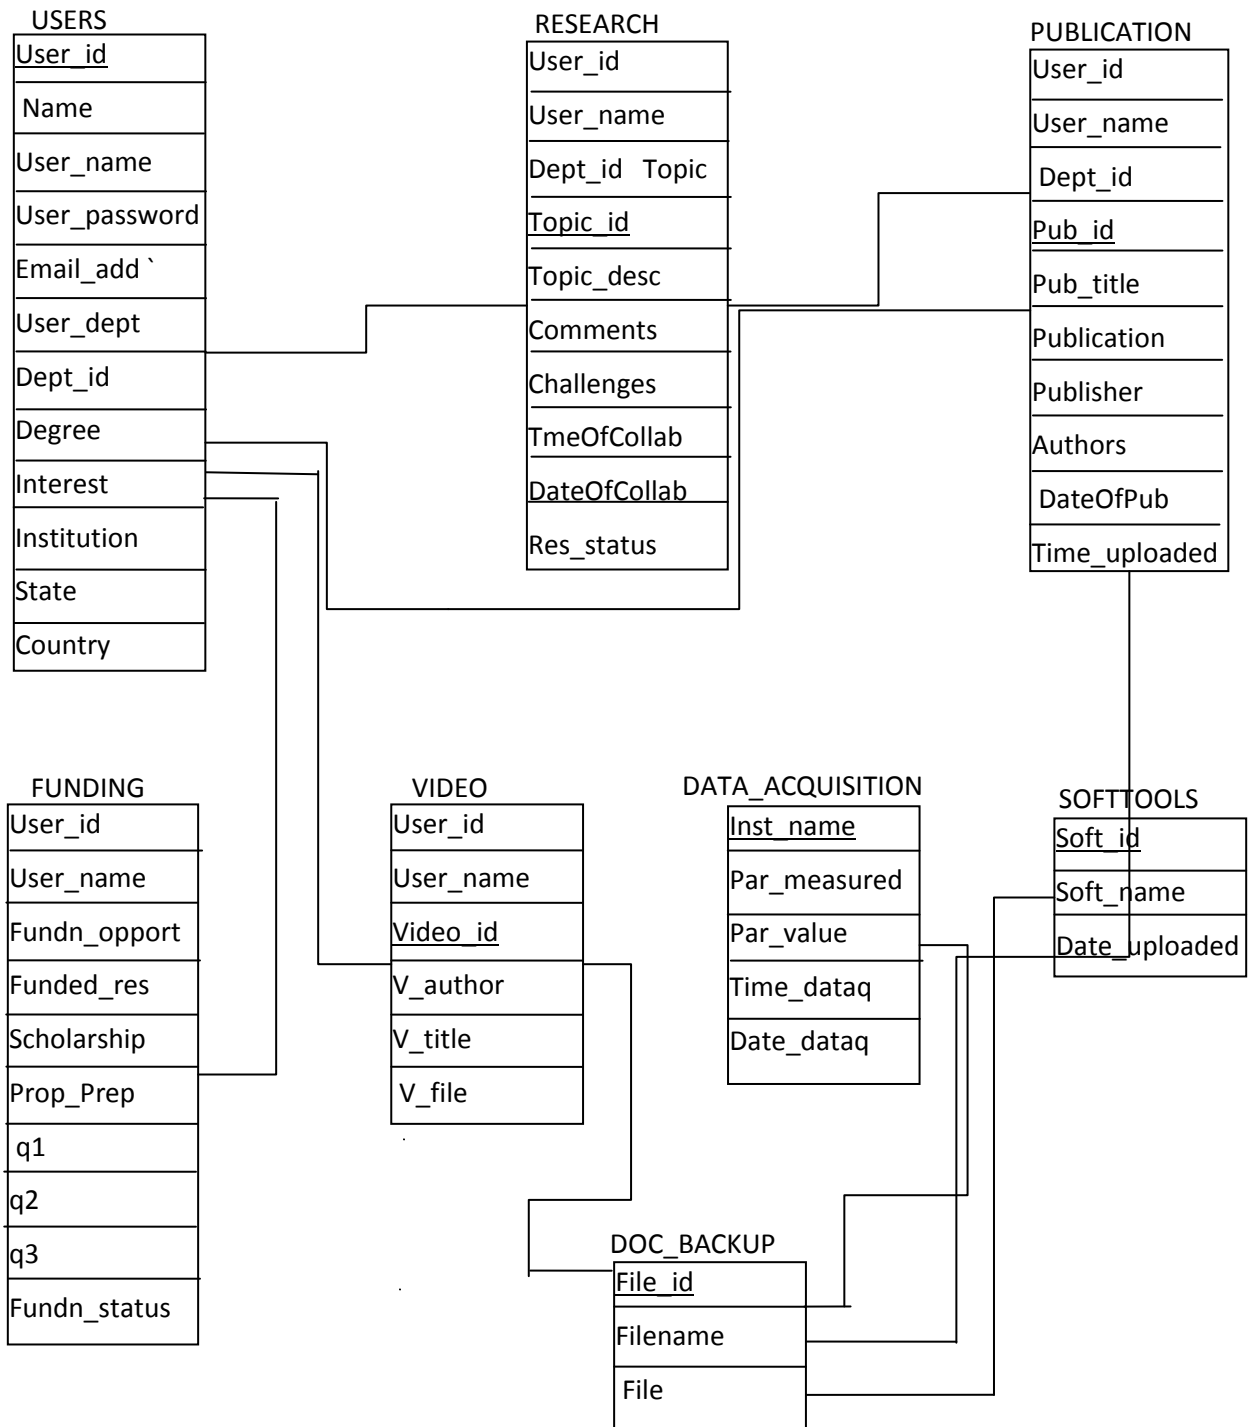 USERS
User_id
Name
User_name
User_password
Email_add `
User_dept
Dept_id
Degree
Interest
Institution
State
Country
RESEARCH
User_id
User_name
Dept_id Topic
Topic_id
Topic_desc
Comments
Challenges
TmeOfCollab
DateOfCollab
Res_status
PUBLICATION
User_id
User_name
Dept_id
Pub_id
Pub_title
Publication
Publisher
Authors
DateOfPub
Time_uploaded
FUNDING
User_id
User_name
Fundn_opport
Funded_res
Scholarship
Prop_Prep
q1
q2
q3
Fundn_status
VIDEO
User_id
User_name
Video_id
V_author
V_title
V_file
DATA_ACQUISITION
Inst_name
Par_measured
Par_value
Time_dataq
Date_dataq
SOFTTOOLS
Soft_id
Soft_name
Date_uploaded
DOC_BACKUP
File_id
Filename
File